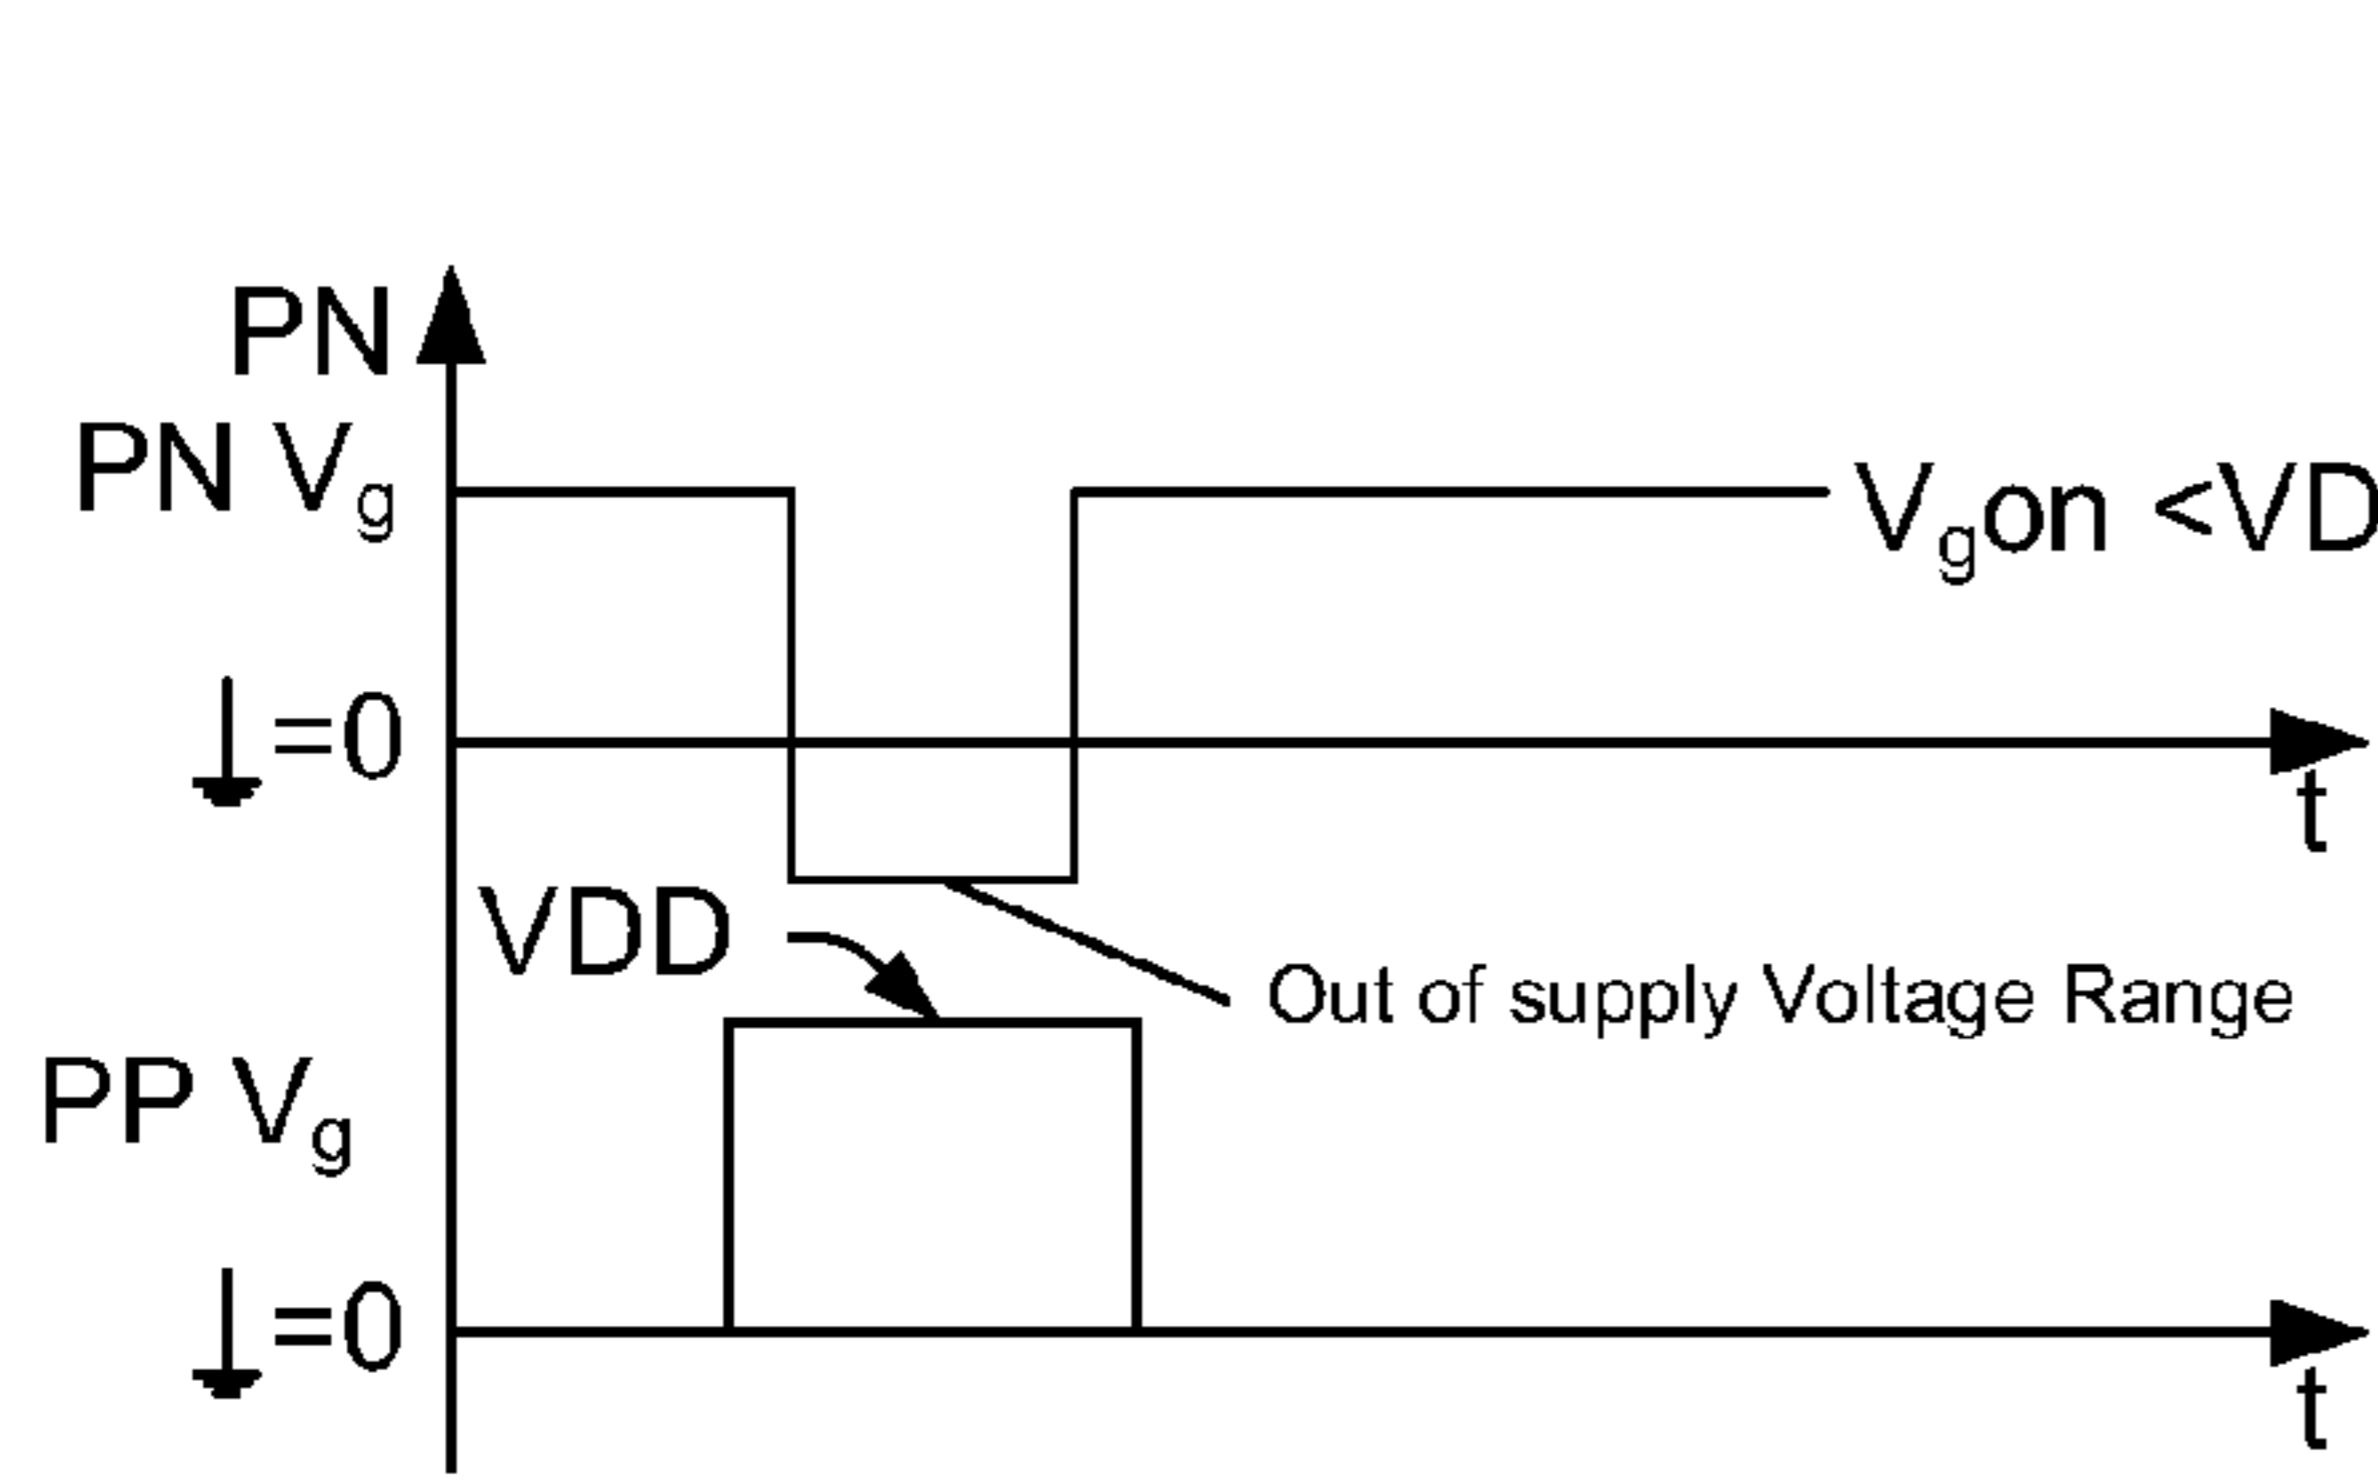 PN
PN Vg
Vgon <VD
=0
t
VDD
Out of supply Voltage Range
PP Vg
=0
t